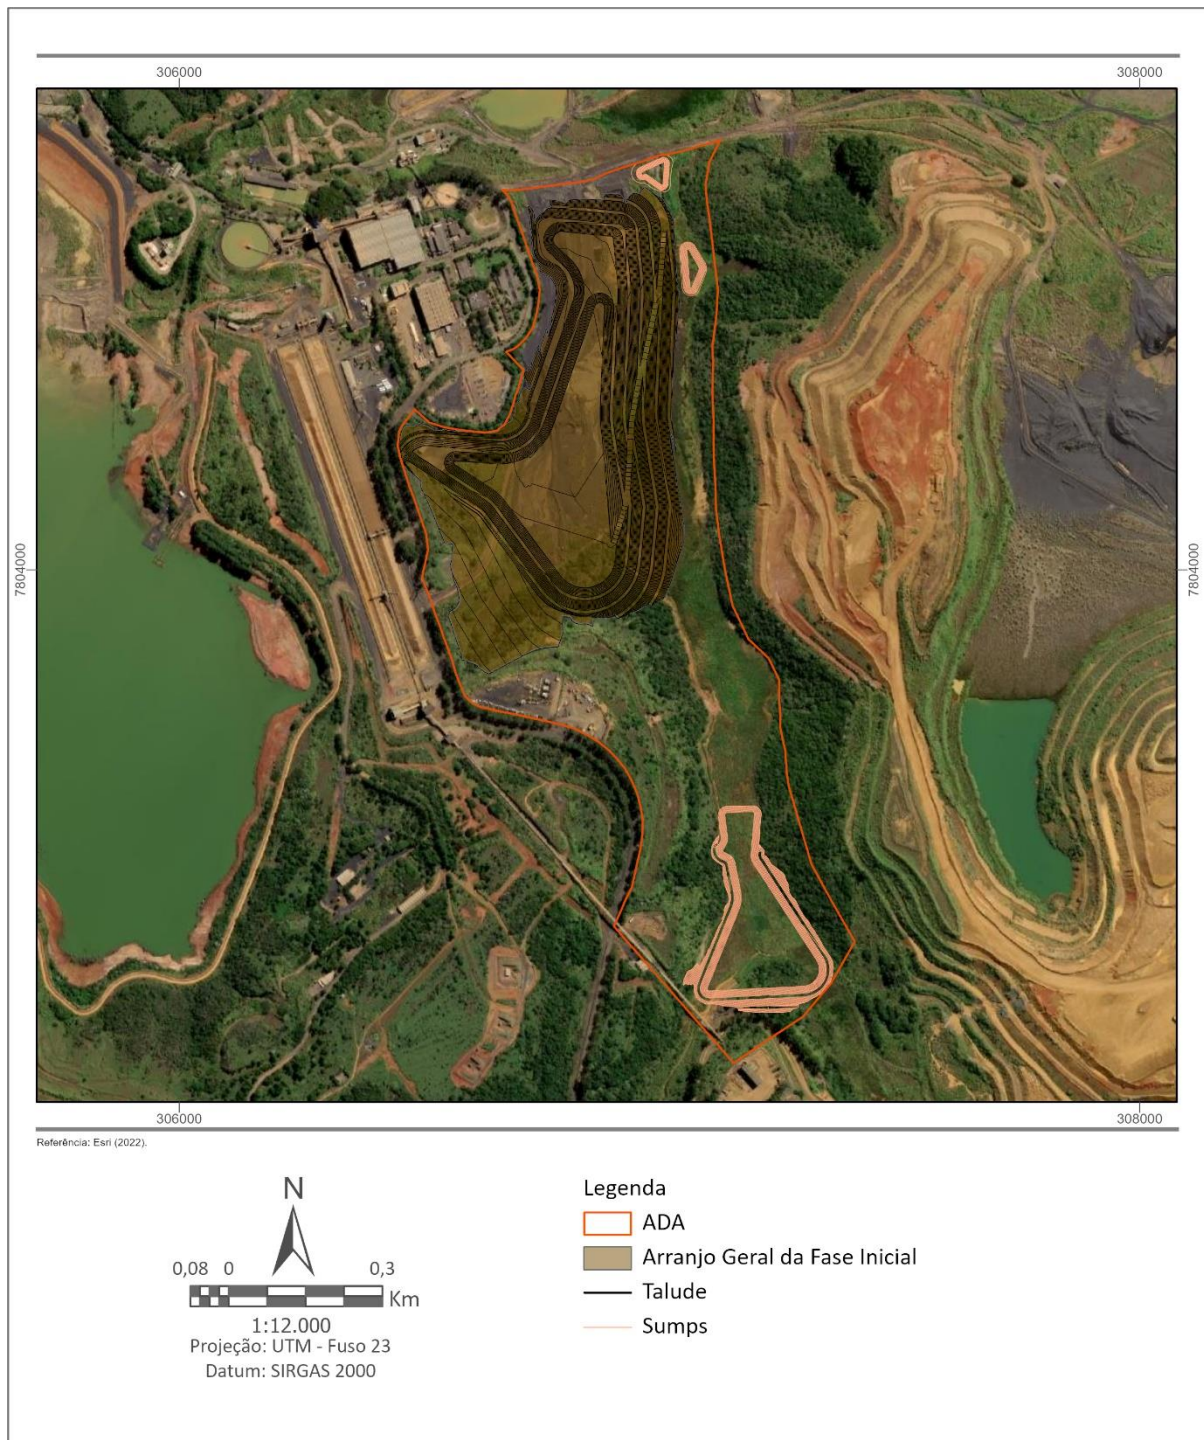 306000 308000
7804000 7804000
306000 308000
Referência: Esri (2022).
N
0,08 0 0,3
Km
1:12.000
Projeção: UTM - Fuso 23
Datum: SIRGAS 2000
Legenda
ADA
Arranjo Geral da Fase Inicial
Talude
Sumps